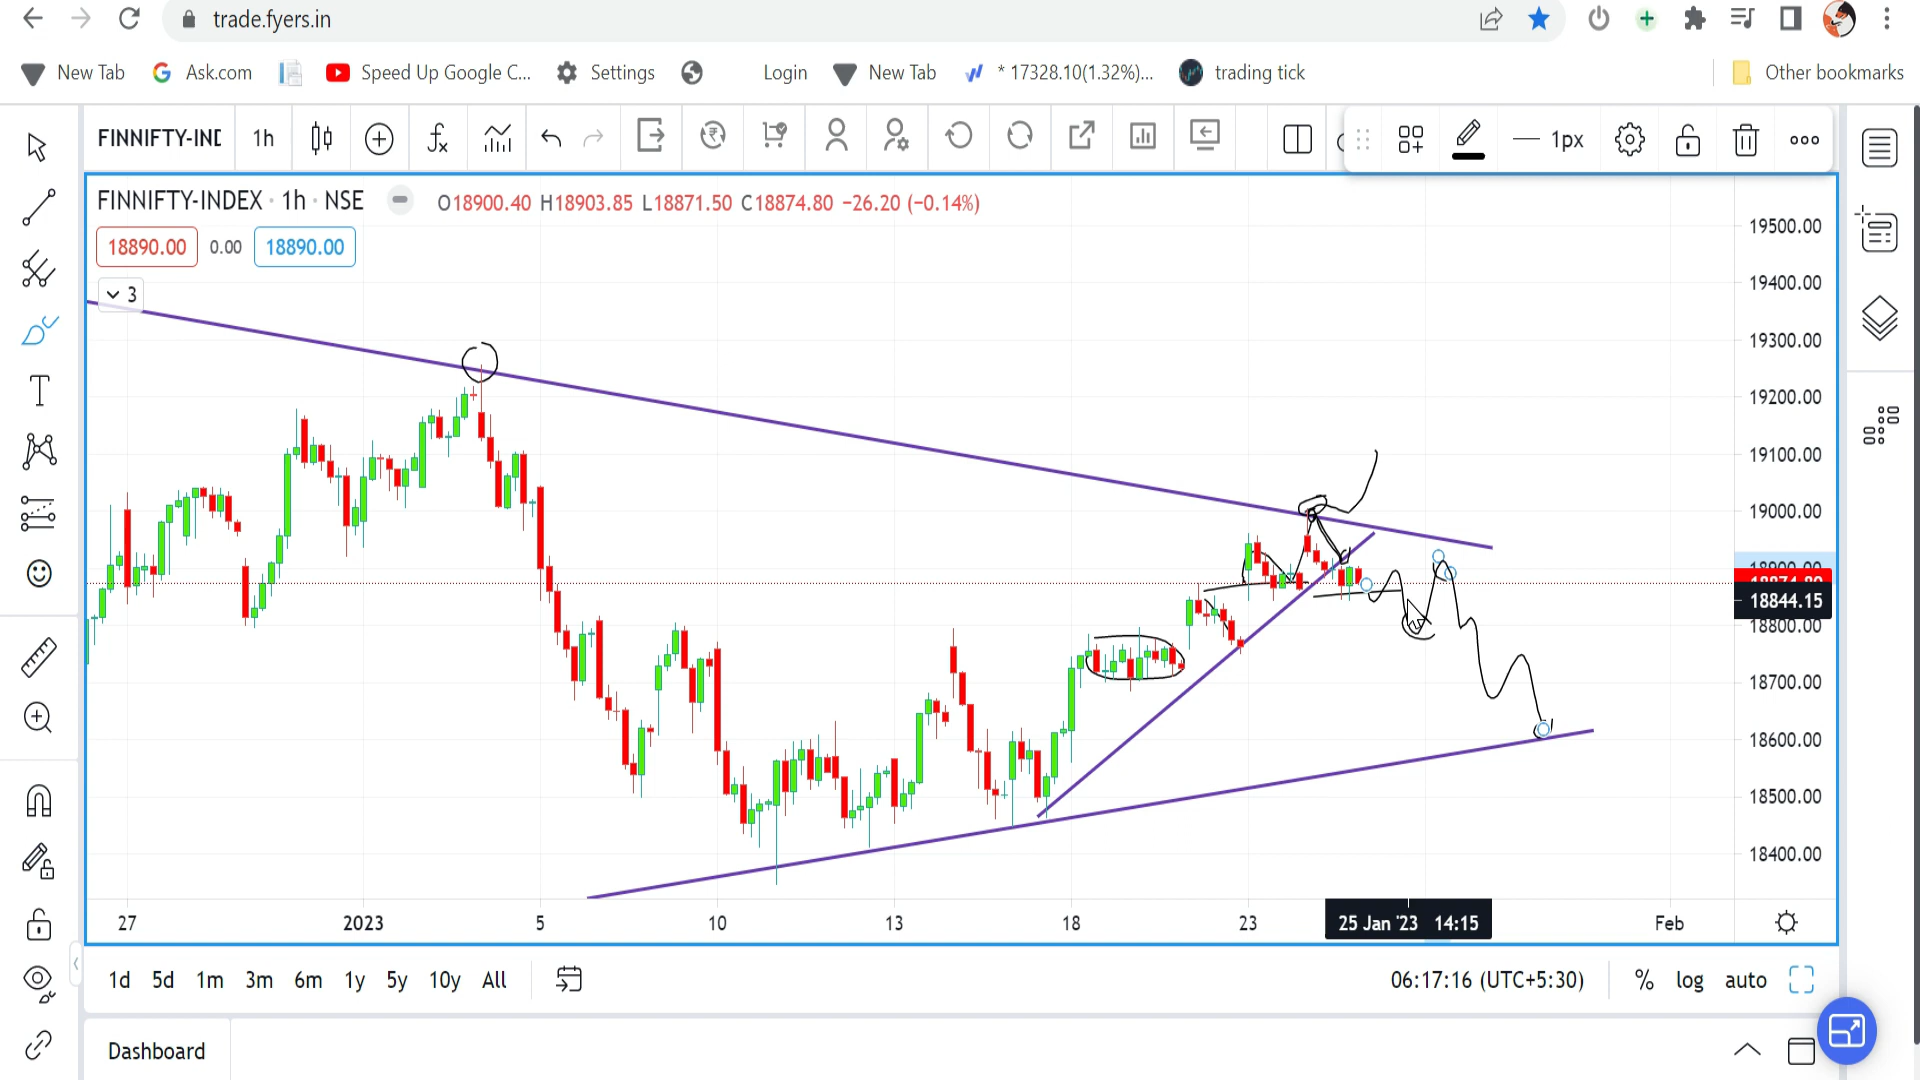 trade.fyers.in
New Tab Ask.com Speed Up Google C... Settings Login New Tab * 17328.10(1.32%)... trading tick Other bookmarks
FINNIFTY-IND 1h 1px
FINNIFTY-INDEX · 1h · NSE O18900.40 H18903.85 L18871.50 C18874.80 −26.20 (−0.14%)
18890.00 0.00 18890.00
3
19500.00
19400.00
19300.00
19200.00
19100.00
19000.00
18900.00
18874.80
18844.15
18800.00
18700.00
18600.00
18500.00
18400.00
27 2023 5 10 13 18 23 25 Jan '23 14:15 Feb
1d 5d 1m 3m 6m 1y 5y 10y All 06:17:16 (UTC+5:30) % log auto
Dashboard